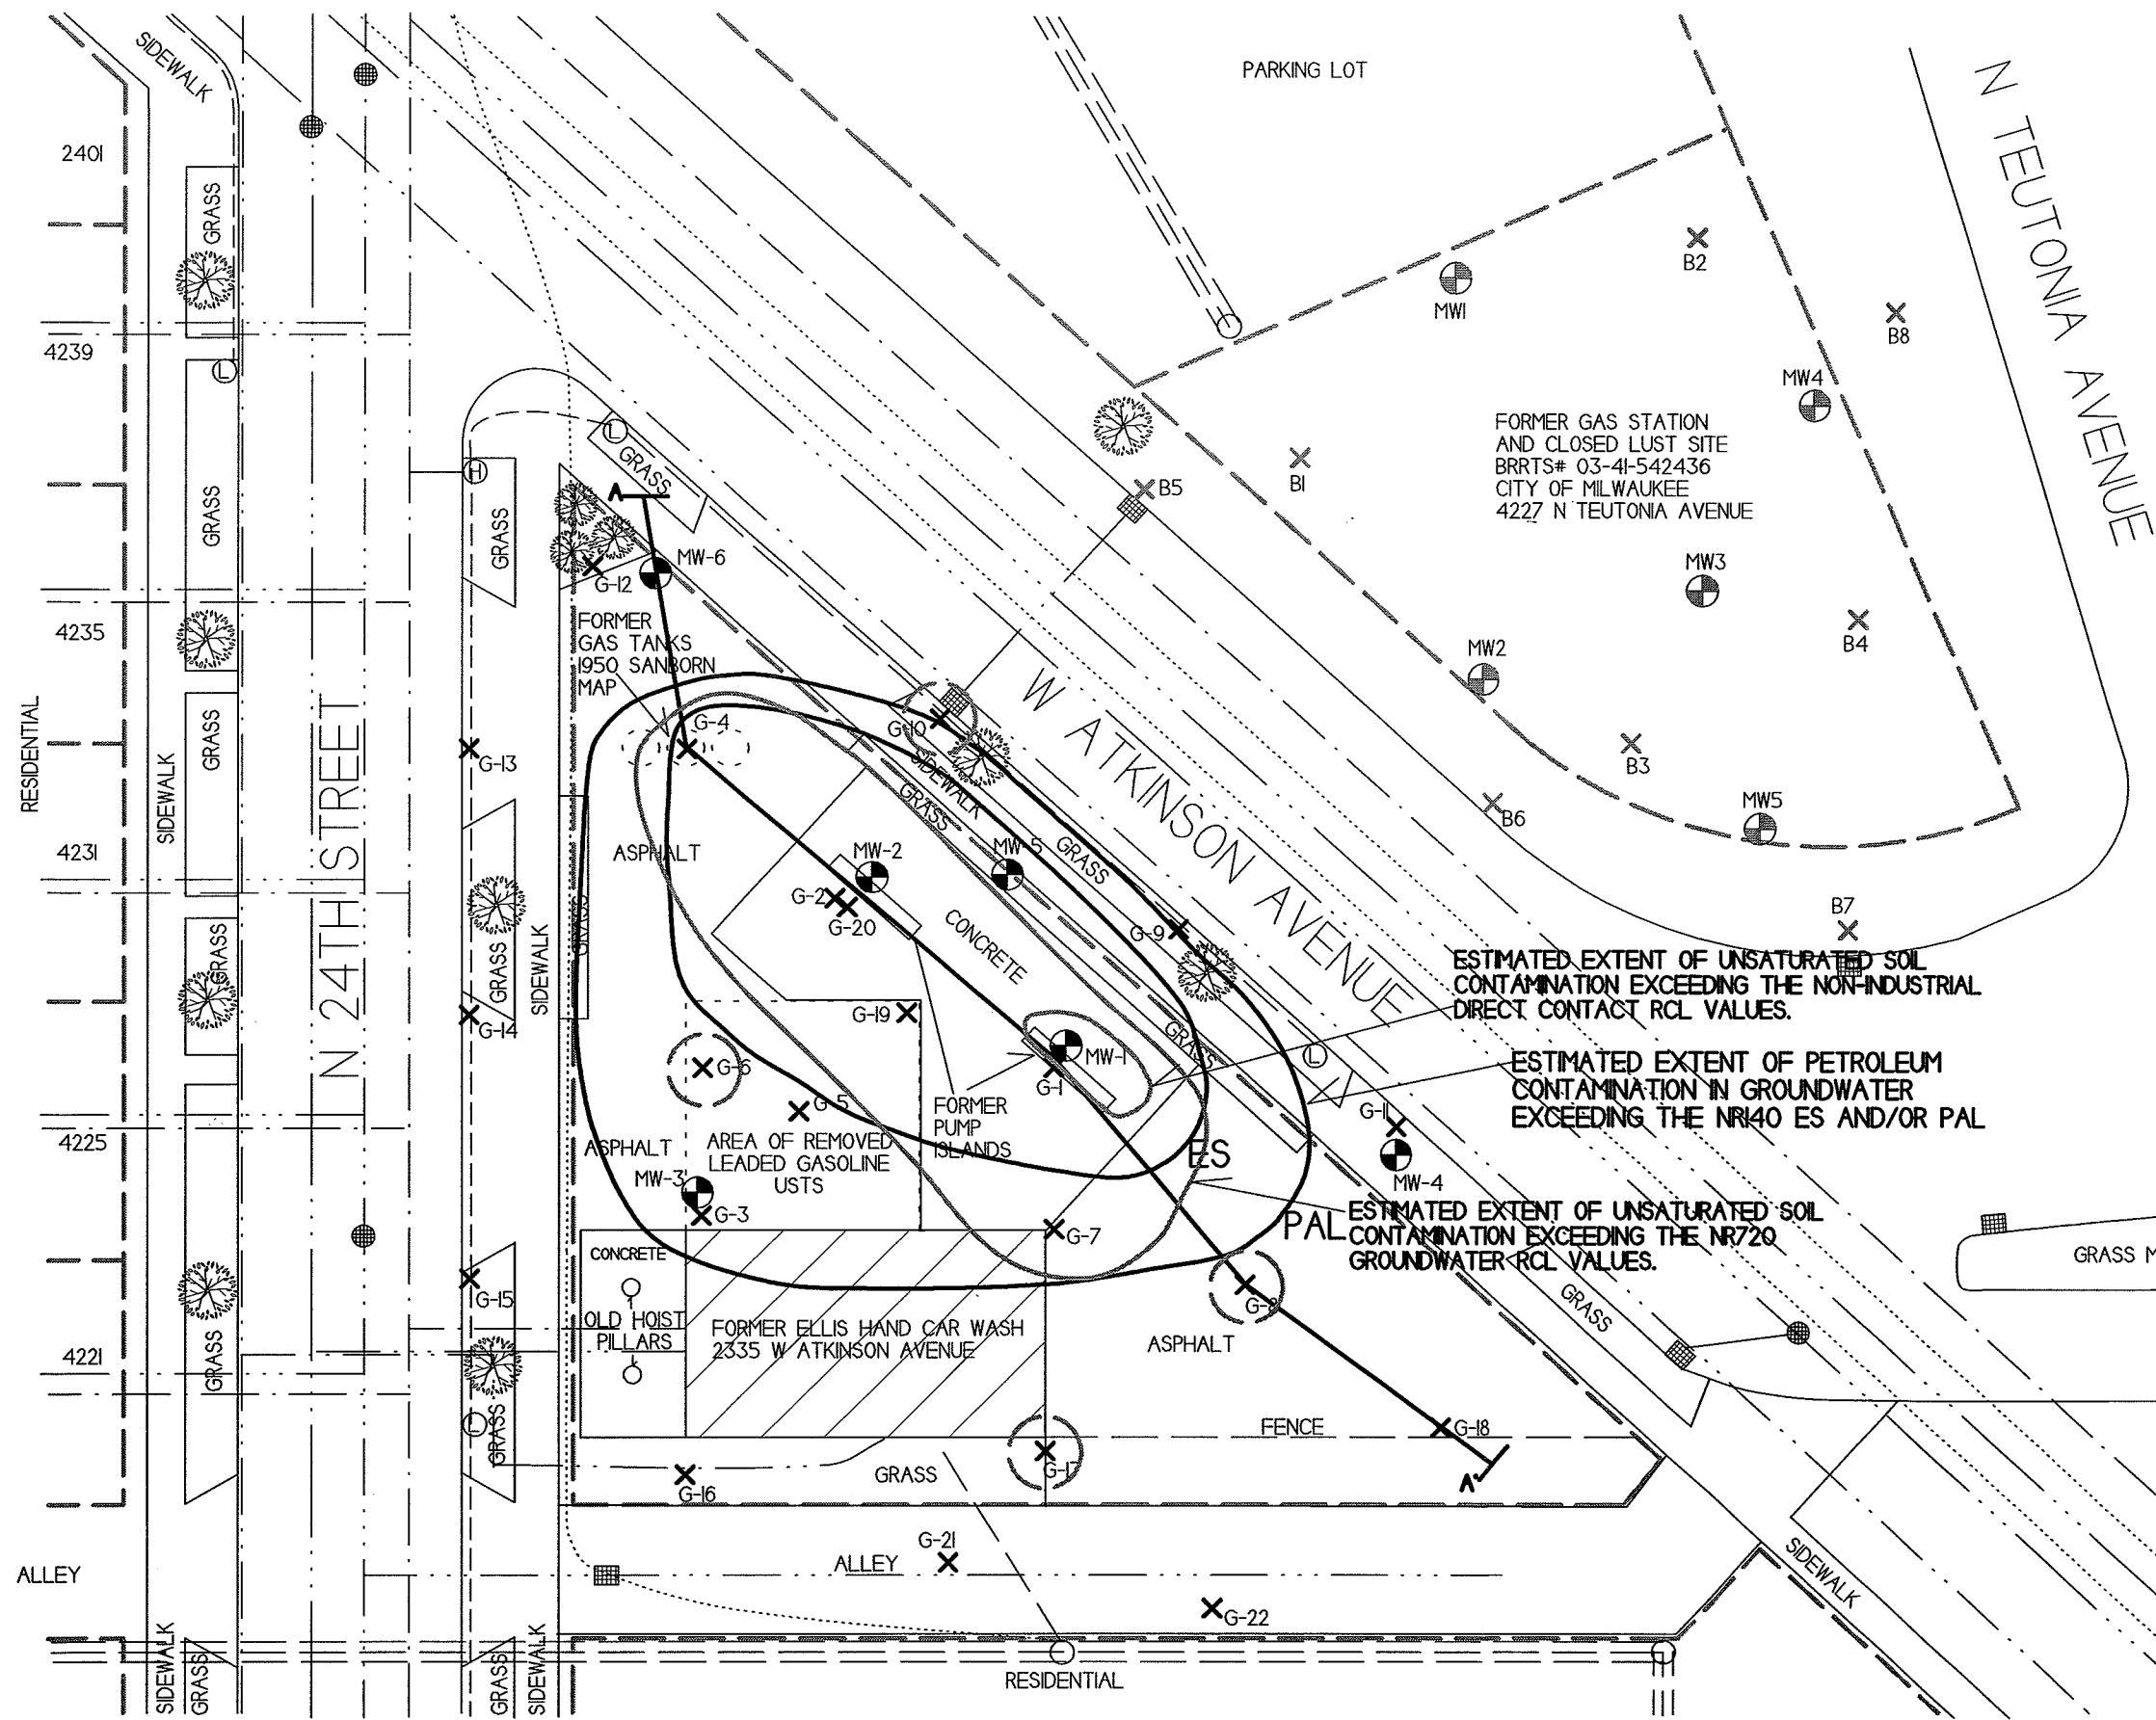 SIDEWALK
PARKING LOT
N TEUTONIA AVENUE
2401
GRASS
B2
MW1
B8
4239
L
MW4
FORMER GAS STATION
AND CLOSED LUST SITE
BRRTS# 03-41-542436
CITY OF MILWAUKEE
4227 N TEUTONIA AVENUE
L
GRASS
H
A
B1
B5
GRASS
GRASS
MW-6
G-12
MW3
FORMER
GAS TANKS
1950 SANBORN
MAP
4235
B4
MW2
W ATKINSON AVENUE
RESIDENTIAL
SIDEWALK
GRASS
N 24TH STREET
G-13
G-4
G-10
SIDEWALK
GRASS
B3
MW5
B6
4231
ASPHALT
MW-2
MW-5
GRASS
G-2
G-20
CONCRETE
G-9
B7
GRASS
GRASS
SIDEWALK
GRASS
ESTIMATED EXTENT OF UNSATURATED SOIL
CONTAMINATION EXCEEDING THE NON-INDUSTRIAL
DIRECT CONTACT RCL VALUES.
G-14
G-19
MW-1
G-1
GRASS
L
G-6
ESTIMATED EXTENT OF PETROLEUM
CONTAMINATION IN GROUNDWATER
EXCEEDING THE NR140 ES AND/OR PAL
G-5
FORMER
PUMP
ISLANDS
G-11
4225
ASPHALT
AREA OF REMOVED
LEADED GASOLINE
USTS
ES
MW-4
MW-3
G-3
G-7
PAL
ESTIMATED EXTENT OF UNSATURATED SOIL
CONTAMINATION EXCEEDING THE NR720
GROUNDWATER RCL VALUES.
CONCRETE
GRASS M
G-15
G-8
GRASS
OLD HOIST
PILLARS
FORMER ELLIS HAND CAR WASH
2335 W ATKINSON AVENUE
ASPHALT
4221
GRASS
L
GRASS
FENCE
G-18
G-17
GRASS
G-16
A'
G-21
ALLEY
ALLEY
SIDEWALK
G-22
SIDEWALK
GRASS
GRASS
SIDEWALK
RESIDENTIAL